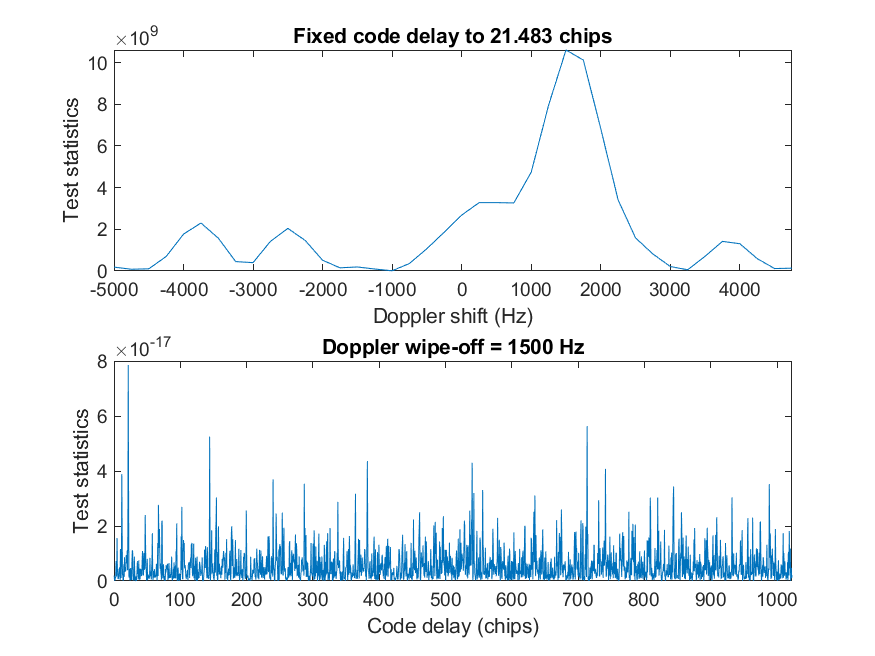 ×10^9
Fixed code delay to 21.483 chips
10
8
6
4
2
0
Test statistics
-5000 -4000 -3000 -2000 -1000 0 1000 2000 3000 4000
Doppler shift (Hz)
×10^-17
Doppler wipe-off = 1500 Hz
8
6
4
2
0
Test statistics
0 100 200 300 400 500 600 700 800 900 1000
Code delay (chips)